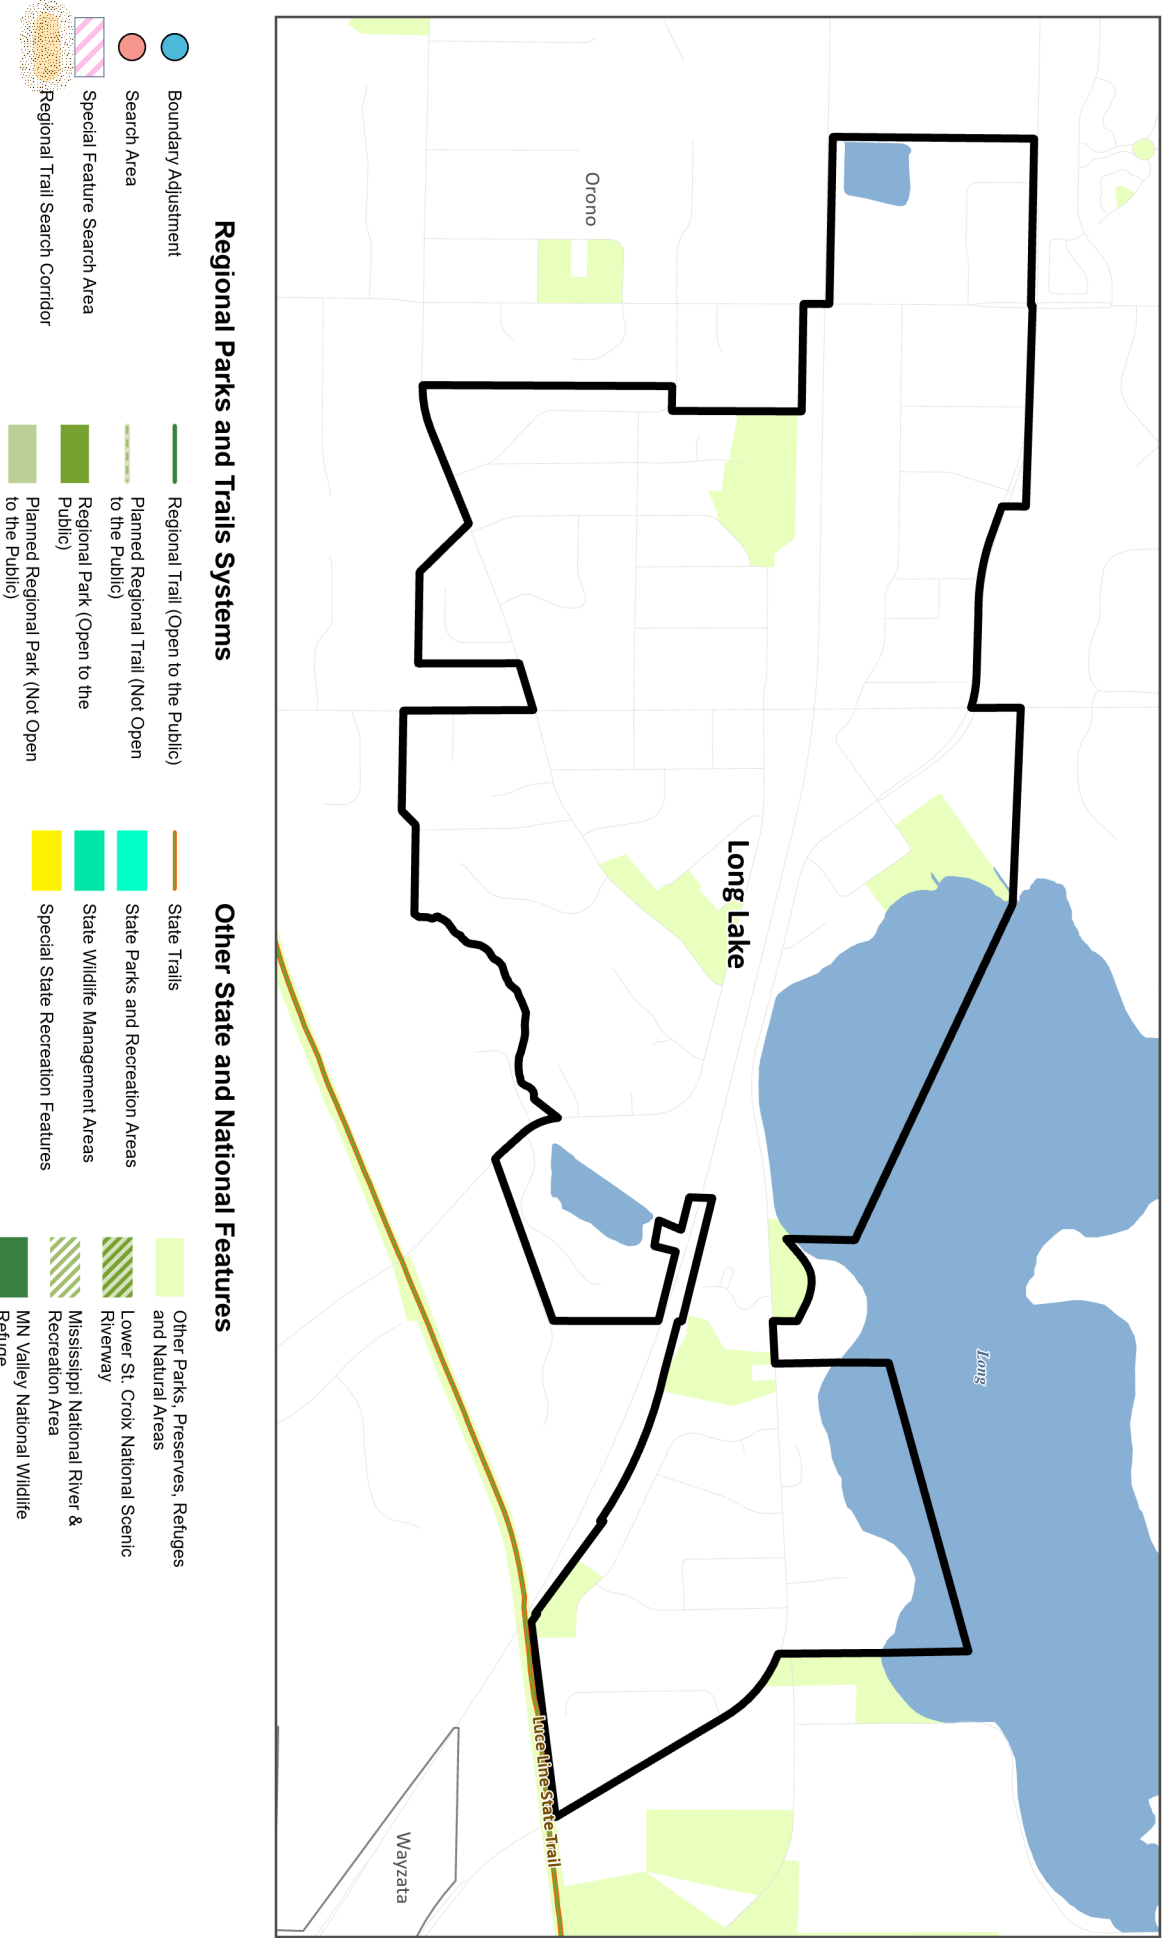 Orono
Long Lake
Long
Luce Line State Trail
Wayzata
Regional Parks and Trails Systems
Boundary Adjustment
Search Area
Special Feature Search Area
Regional Trail Search Corridor
Regional Trail (Open to the Public)
Planned Regional Trail (Not Open
to the Public)
Regional Park (Open to the
Public)
Planned Regional Park (Not Open
to the Public)
Other State and National Features
State Trails
State Parks and Recreation Areas
State Wildlife Management Areas
Special State Recreation Features
Other Parks, Preserves, Refuges
and Natural Areas
Lower St. Croix National Scenic
Riverway
Mississippi National River &
Recreation Area
MN Valley National Wildlife
Refuge